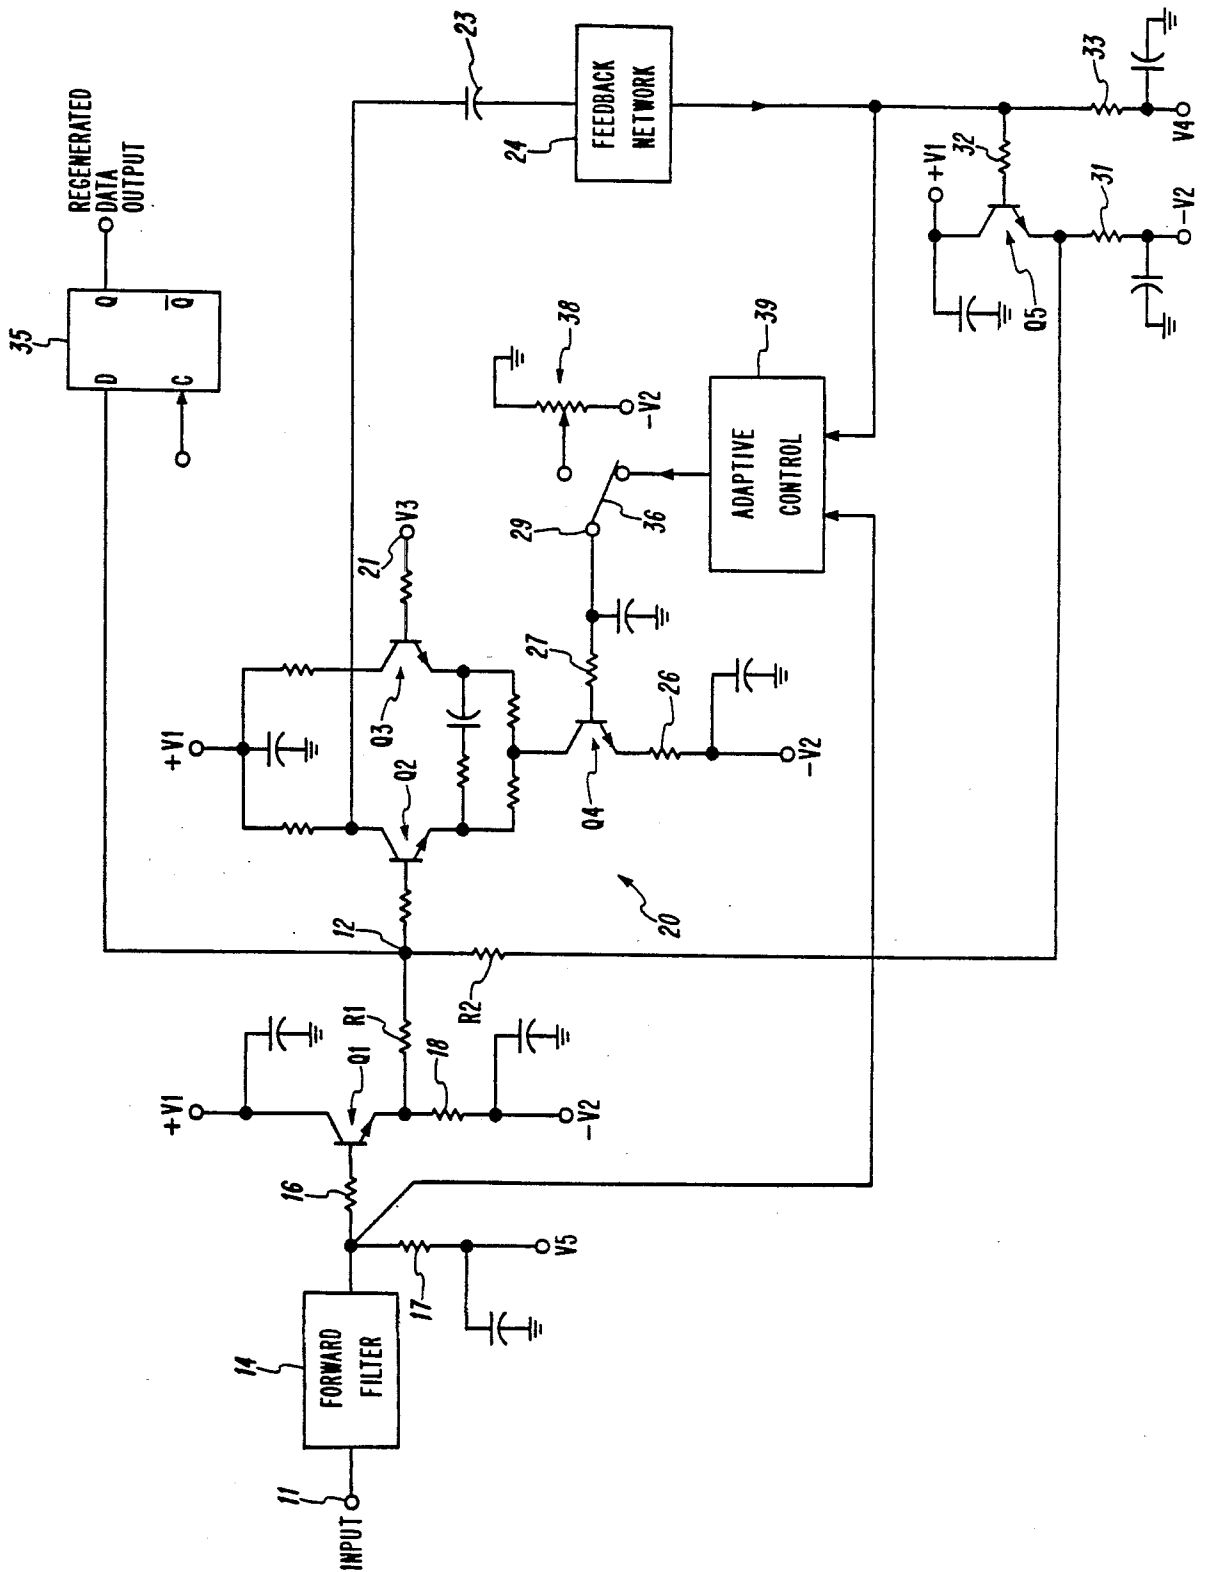 REGENERATED
DATA
OUTPUT
35
D
Q
C
Q̅
23
24
FEEDBACK
NETWORK
+V1
+V1
Q2
Q3
21
V3
38
-V2
12
R1
Q1
16
18
-V2
R2
20
Q4
27
26
-V2
29
36
39
ADAPTIVE
CONTROL
+V1
32
33
V4
Q5
31
-V2
14
FORWARD
FILTER
17
V5
11
INPUT